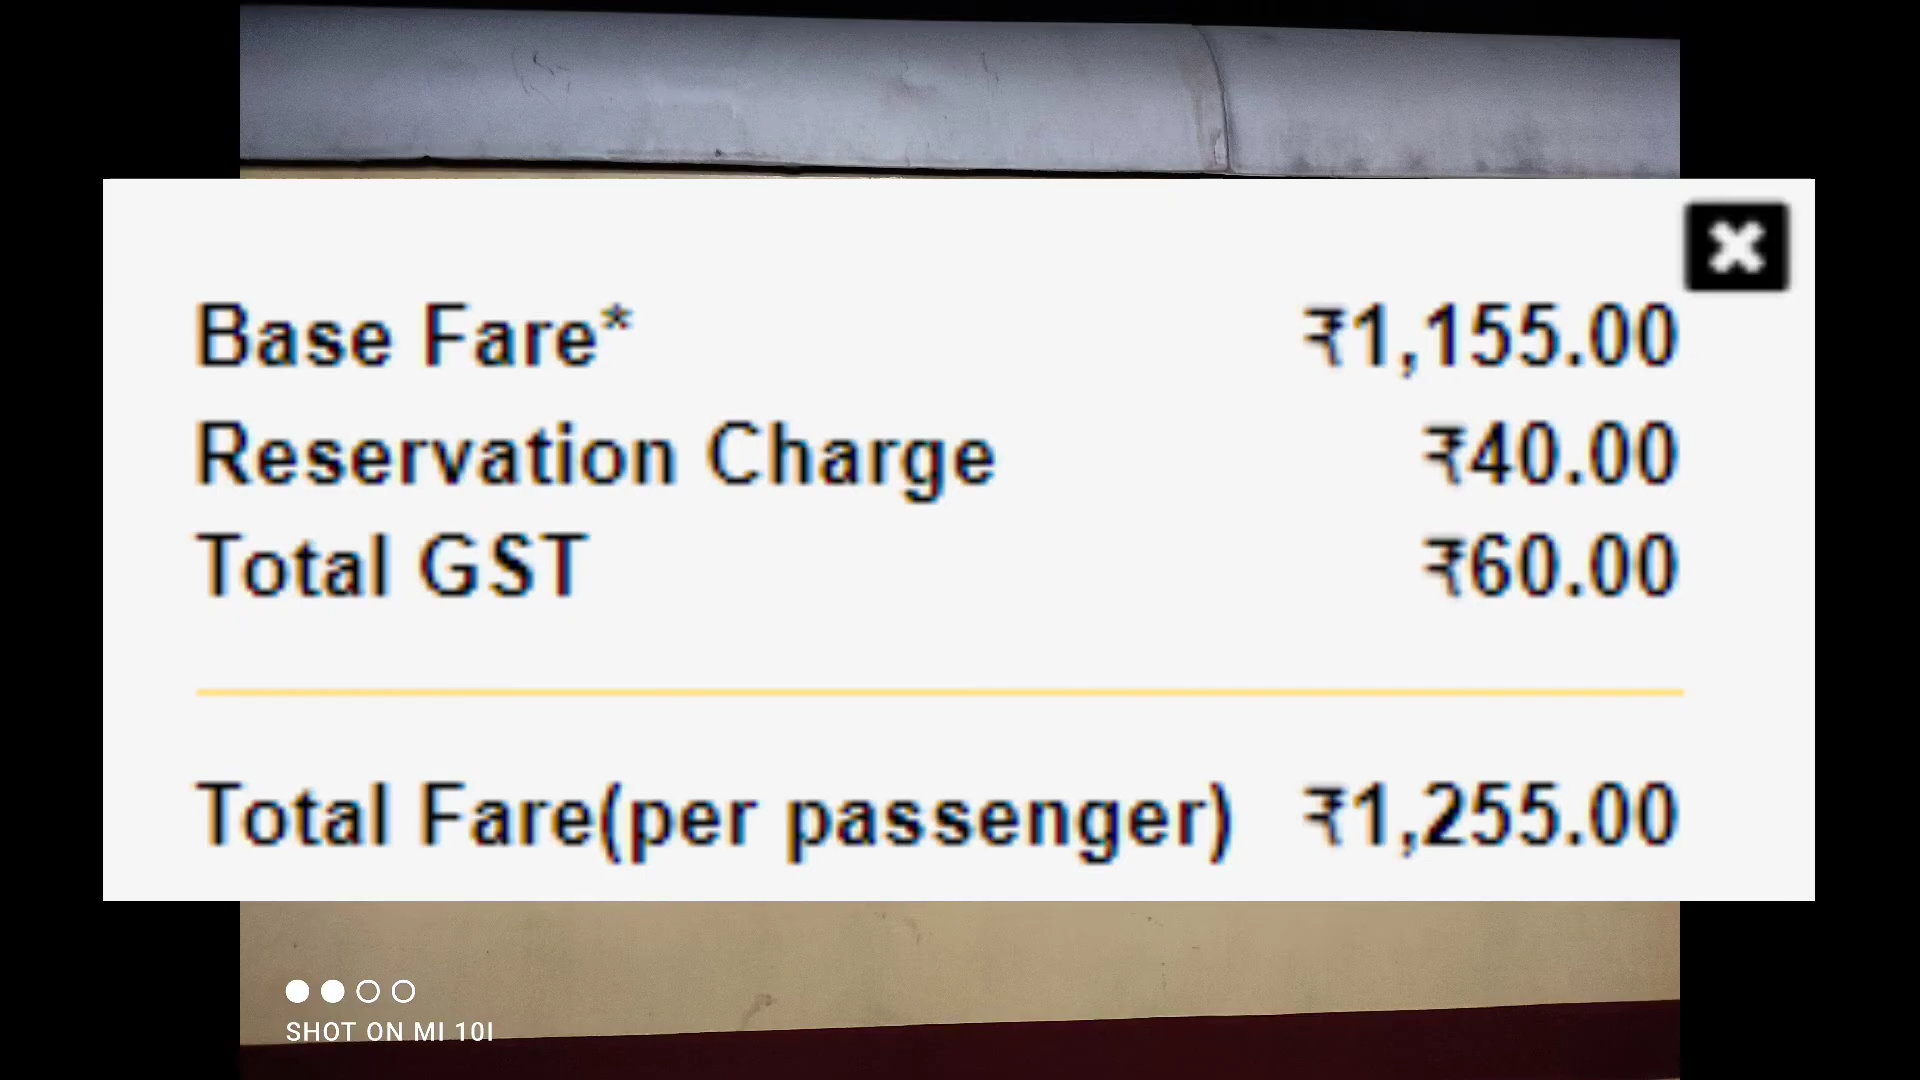 Base Fare* ₹1,155.00
Reservation Charge ₹40.00
Total GST ₹60.00
Total Fare(per passenger) ₹1,255.00
SHOT ON MI 10I